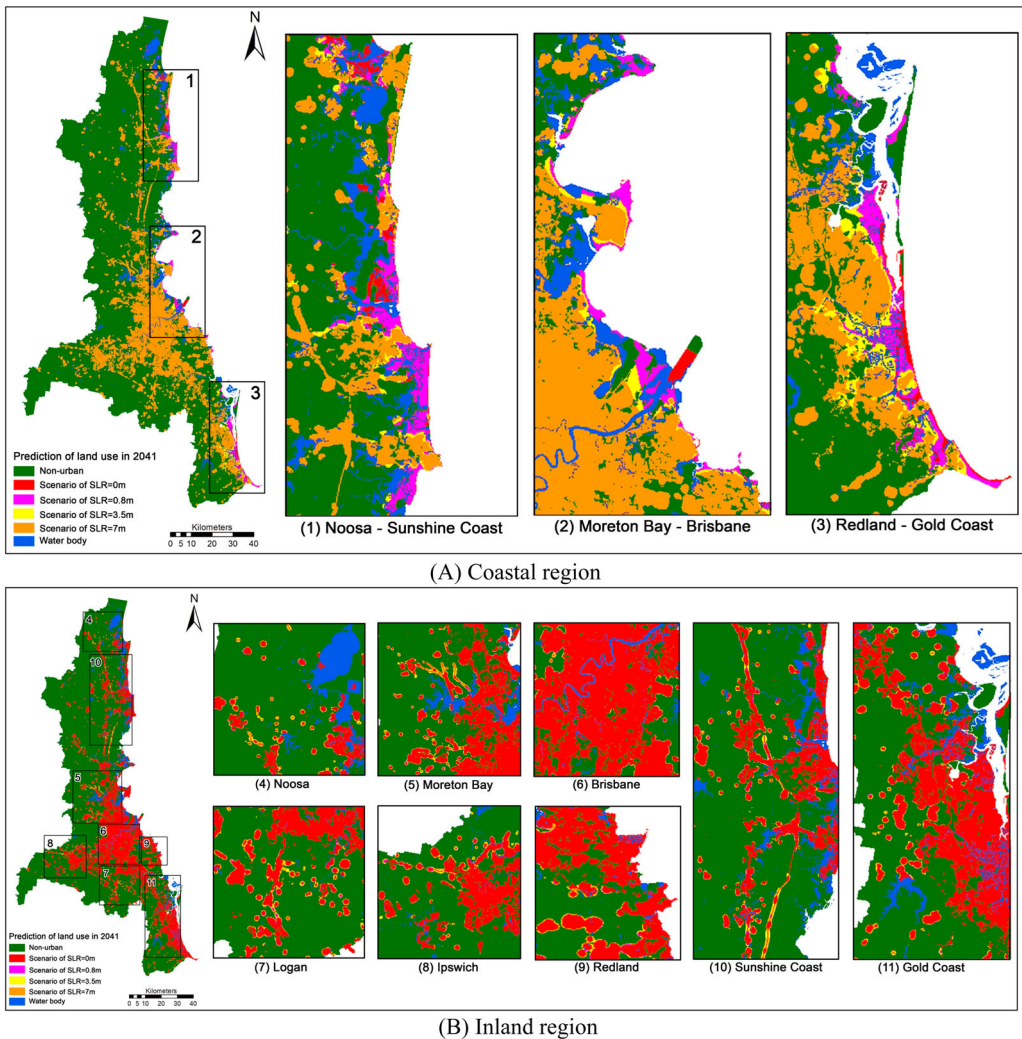 N
1
2
3
Prediction of land use in 2041
Non-urban
Scenario of SLR=0m
Scenario of SLR=0.8m
Scenario of SLR=3.5m
Scenario of SLR=7m
Water body
Kilometers
0 5 10 20 30 40
(1) Noosa - Sunshine Coast
(2) Moreton Bay - Brisbane
(3) Redland - Gold Coast
(A) Coastal region
N
4
10
5
6
8
9
7
11
Prediction of land use in 2041
Non-urban
Scenario of SLR=0m
Scenario of SLR=0.8m
Scenario of SLR=3.5m
Scenario of SLR=7m
Water body
Kilometers
0 5 10 20 30 40
(4) Noosa
(5) Moreton Bay
(6) Brisbane
(7) Logan
(8) Ipswich
(9) Redland
(10) Sunshine Coast
(11) Gold Coast
(B) Inland region